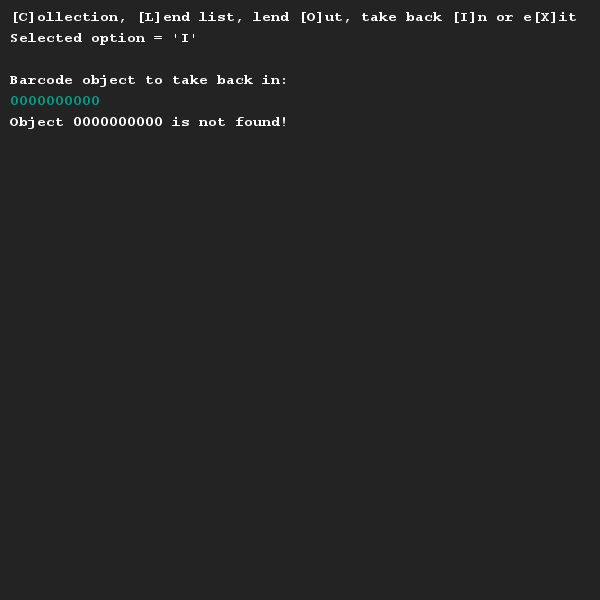 [C]ollection, [L]end list, lend [O]ut, take back [I]n or e[X]it
Selected option = 'I'
Barcode object to take back in:
0000000000
Object 0000000000 is not found!